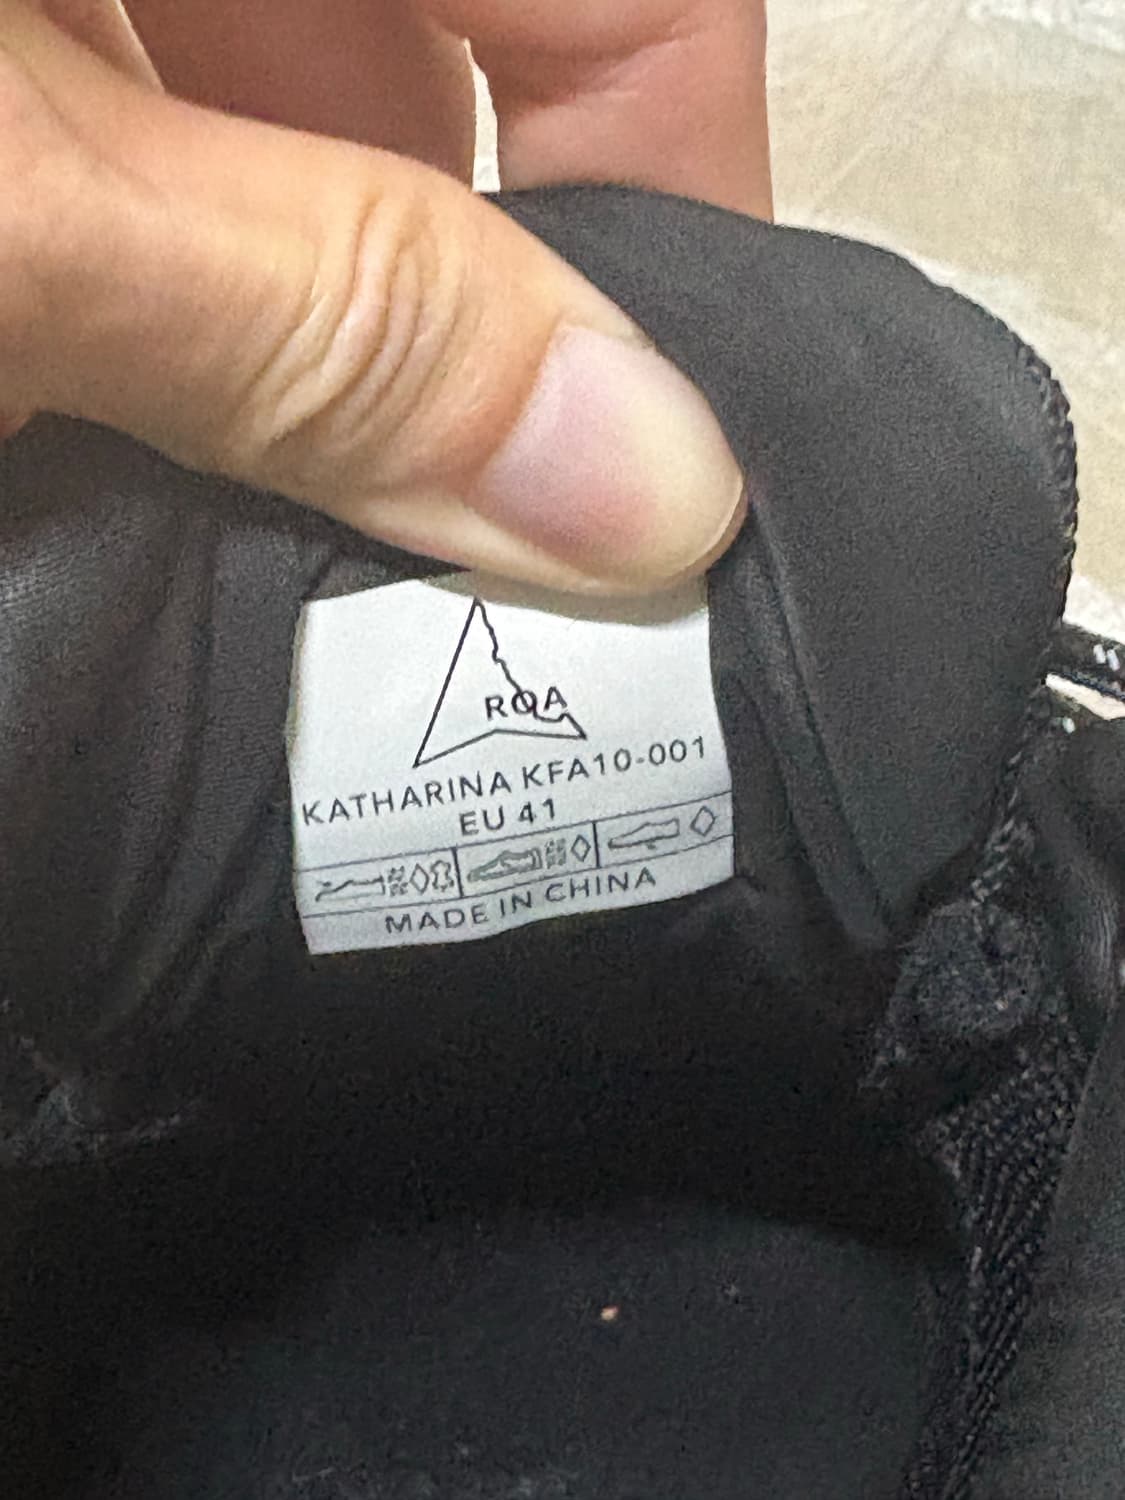 ROA
KATHARINA KFA10-001
EU 41
MADE IN CHINA